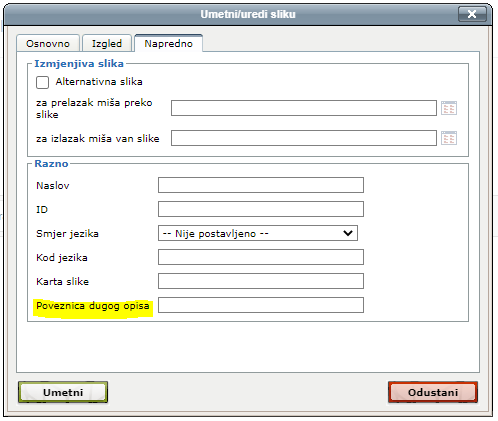 Umetni/uredi sliku
Osnovno Izgled Napredno
Izmjenjiva slika
Alternativna slika
za prelazak miša preko
slike
za izlazak miša van slike
Razno
Naslov
ID
Smjer jezika -- Nije postavljeno --
Kod jezika
Karta slike
Poveznica dugog opisa
Umetni Odustani